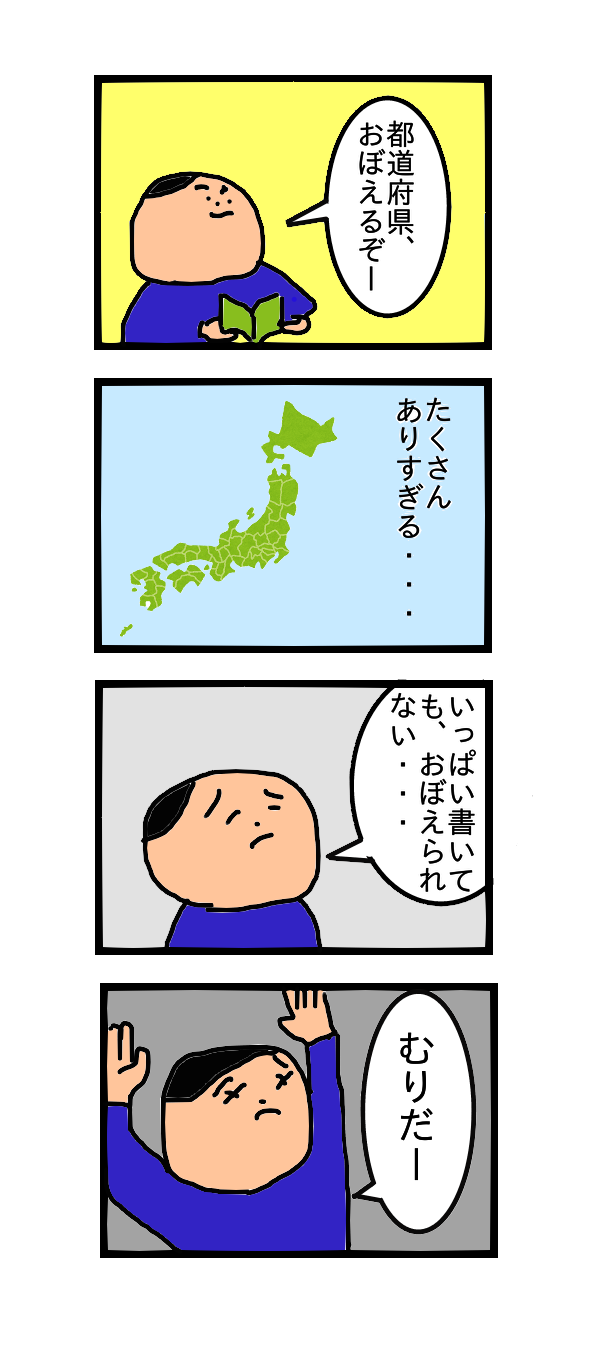 都道府県、
おぼえるぞー
たくさん
ありすぎる・・・
いっぱい書いて
も、おぼえられ
ない・・・
むりだー